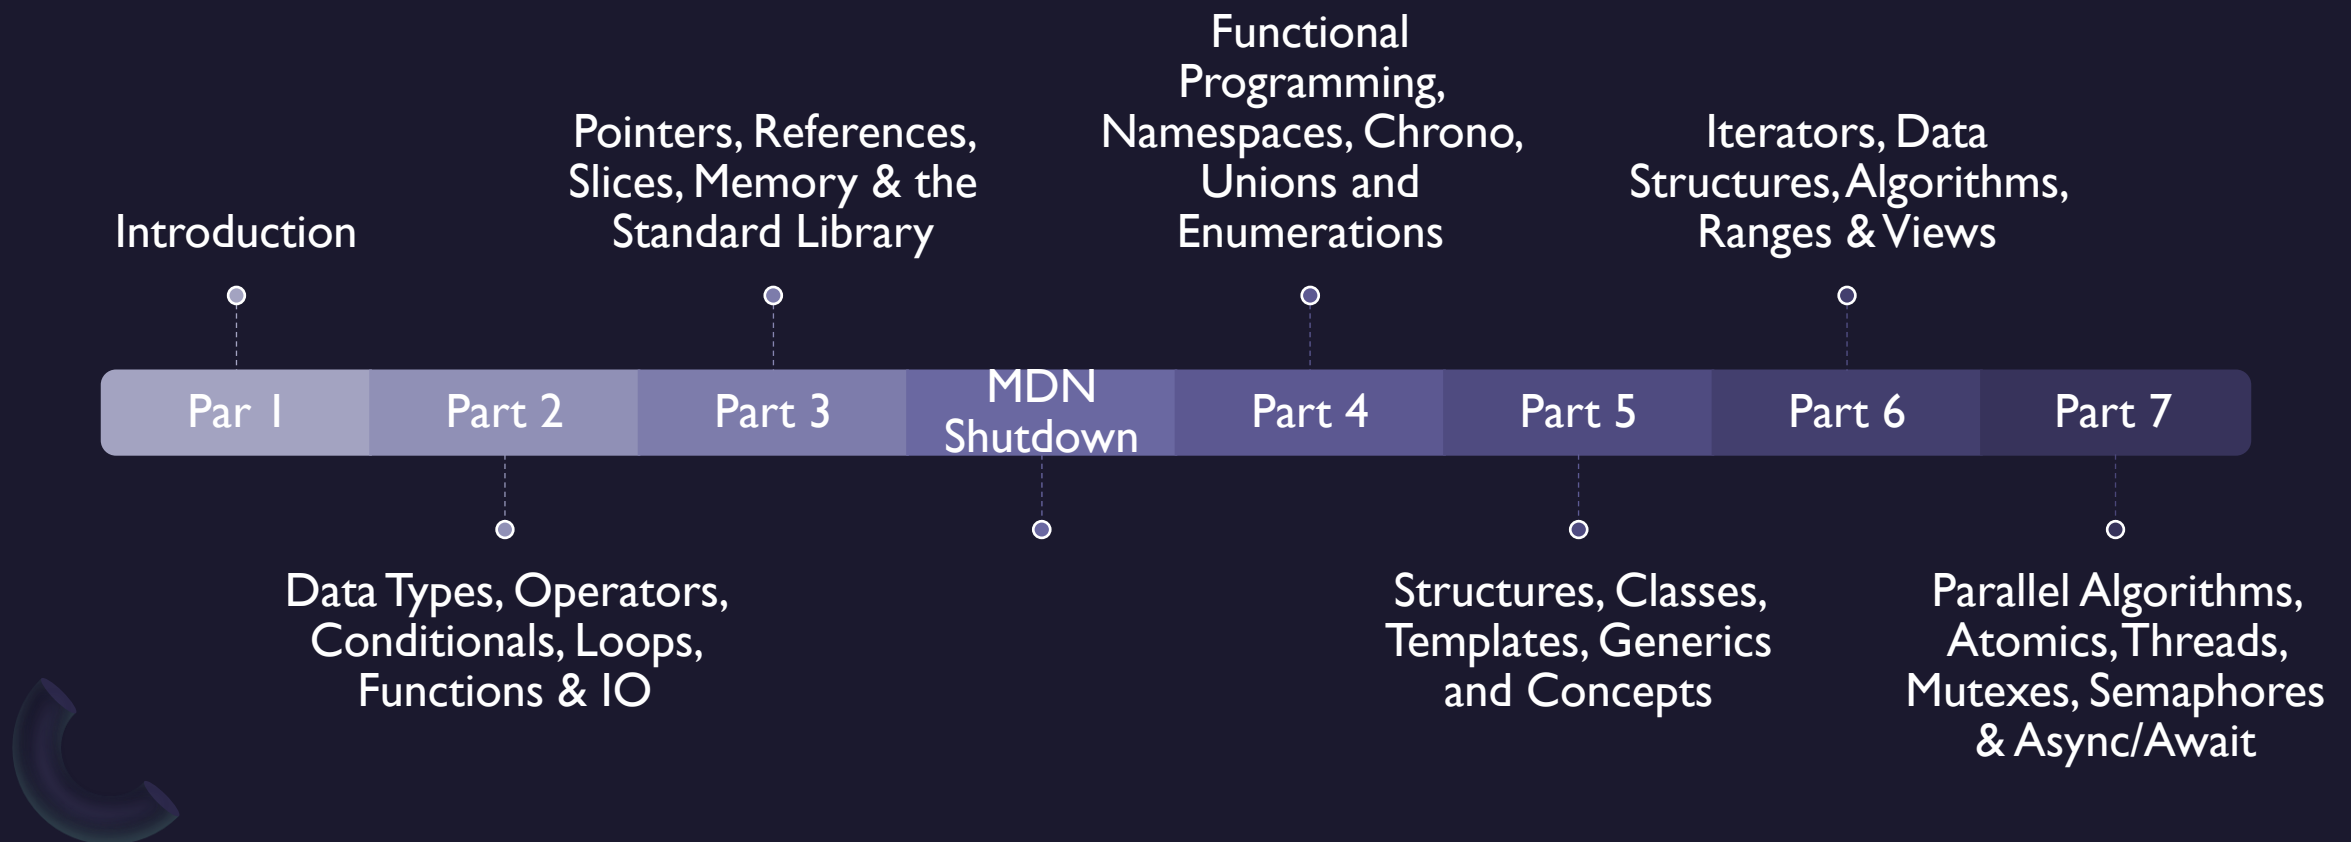 Introduction
Pointers, References,
Slices, Memory & the
Standard Library
Functional
Programming,
Namespaces, Chrono,
Unions and
Enumerations
Iterators, Data
Structures, Algorithms,
Ranges & Views
Par 1
Part 2
Part 3
MDN
Shutdown
Part 4
Part 5
Part 6
Part 7
Data Types, Operators,
Conditionals, Loops,
Functions & IO
Structures, Classes,
Templates, Generics
and Concepts
Parallel Algorithms,
Atomics, Threads,
Mutexes, Semaphores
& Async/Await